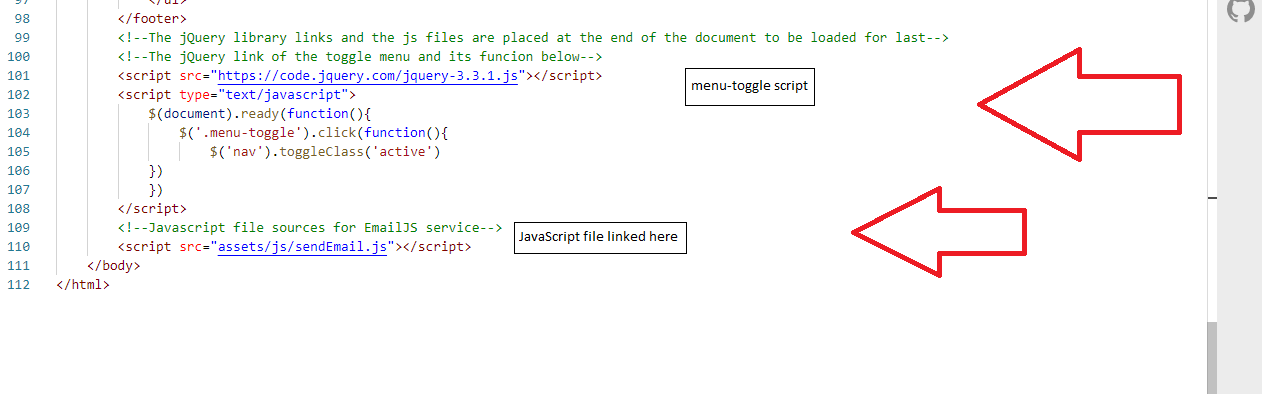 97 </ul>
98 </footer>
99 <!--The jQuery library links and the js files are placed at the end of the document to be loaded for last-->
100 <!--The jQuery link of the toggle menu and its funcion below-->
101 <script src="https://code.jquery.com/jquery-3.3.1.js"></script>
menu-toggle script
102 <script type="text/javascript">
103 $(document).ready(function(){
104 $('.menu-toggle').click(function(){
105 $('nav').toggleClass('active')
106 })
107 })
108 </script>
109 <!--Javascript file sources for EmailJS service-->
JavaScript file linked here
110 <script src="assets/js/sendEmail.js"></script>
111 </body>
112 </html>